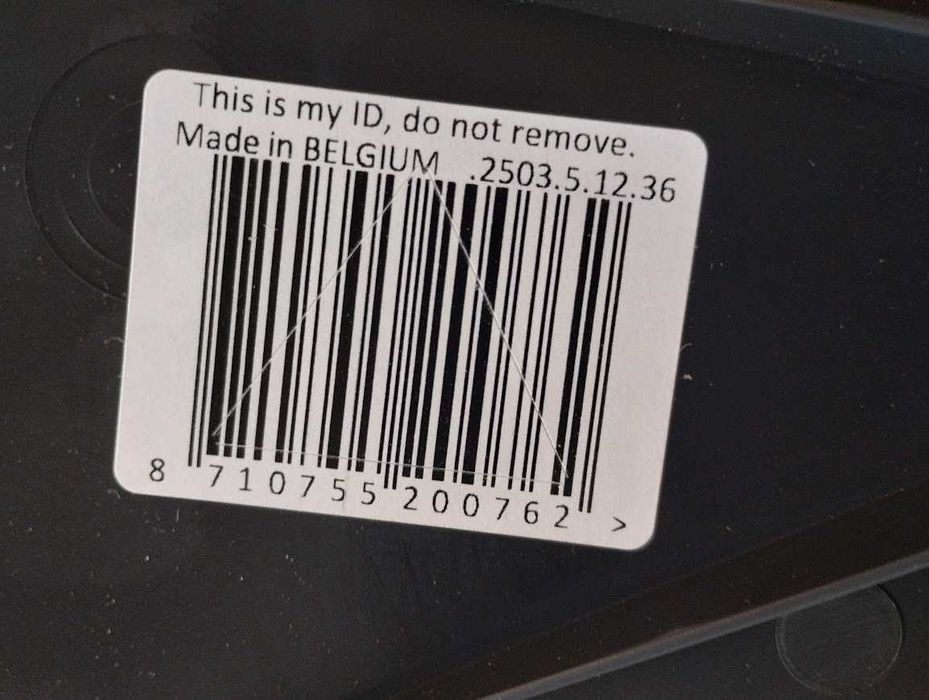 This is my ID, do not remove.
Made in BELGIUM .2503.5.12.36
8 710755 200762 >